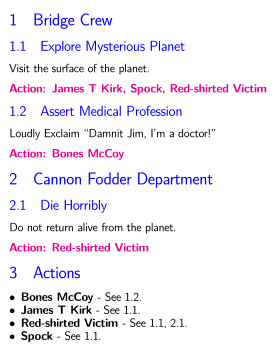 1 Bridge Crew
1.1 Explore Mysterious Planet
Visit the surface of the planet.
Action: James T Kirk, Spock, Red-shirted Victim
1.2 Assert Medical Profession
Loudly Exclaim “Damnit Jim, I'm a doctor!”
Action: Bones McCoy
2 Cannon Fodder Department
2.1 Die Horribly
Do not return alive from the planet.
Action: Red-shirted Victim
3 Actions
• Bones McCoy - See 1.2.
• James T Kirk - See 1.1.
• Red-shirted Victim - See 1.1, 2.1.
• Spock - See 1.1.